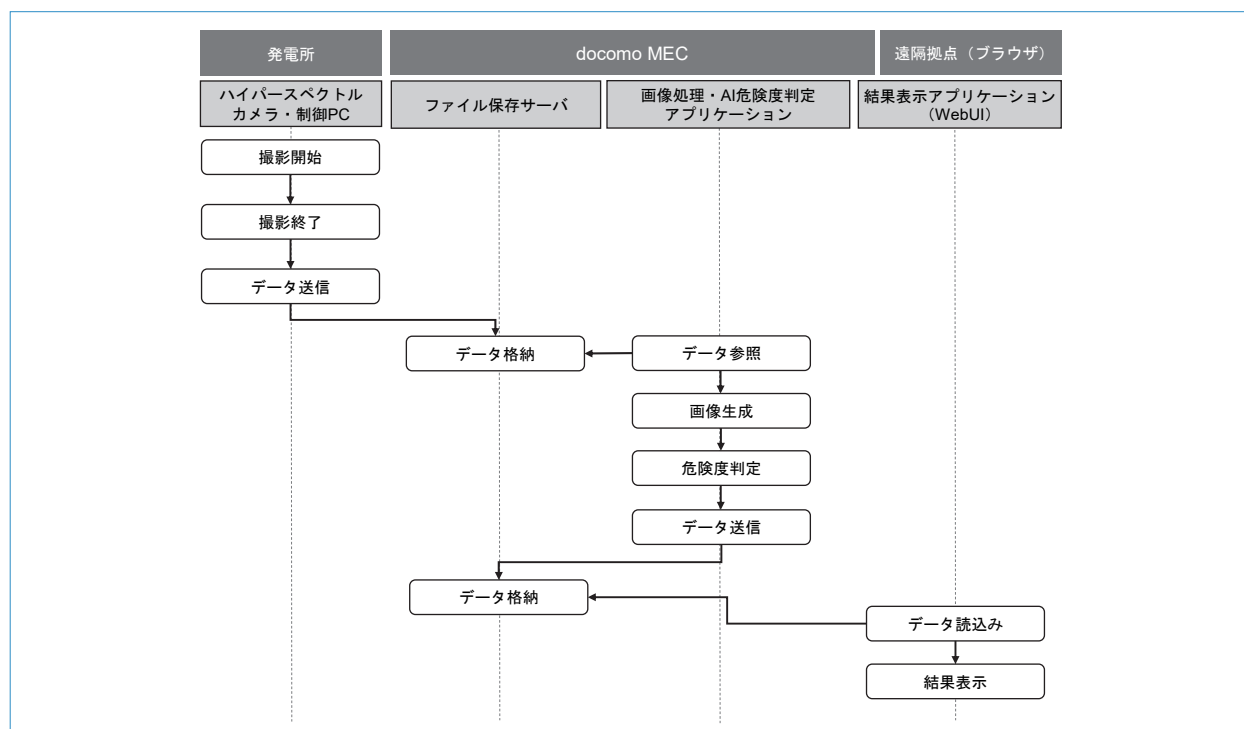 発電所
docomo MEC
遠隔拠点（ブラウザ）
ハイパースペクトル
カメラ・制御PC
ファイル保存サーバ
画像処理・AI危険度判定
アプリケーション
結果表示アプリケーション
（WebUI）
撮影開始
撮影終了
データ送信
データ格納
データ参照
画像生成
危険度判定
データ送信
データ格納
データ読込み
結果表示